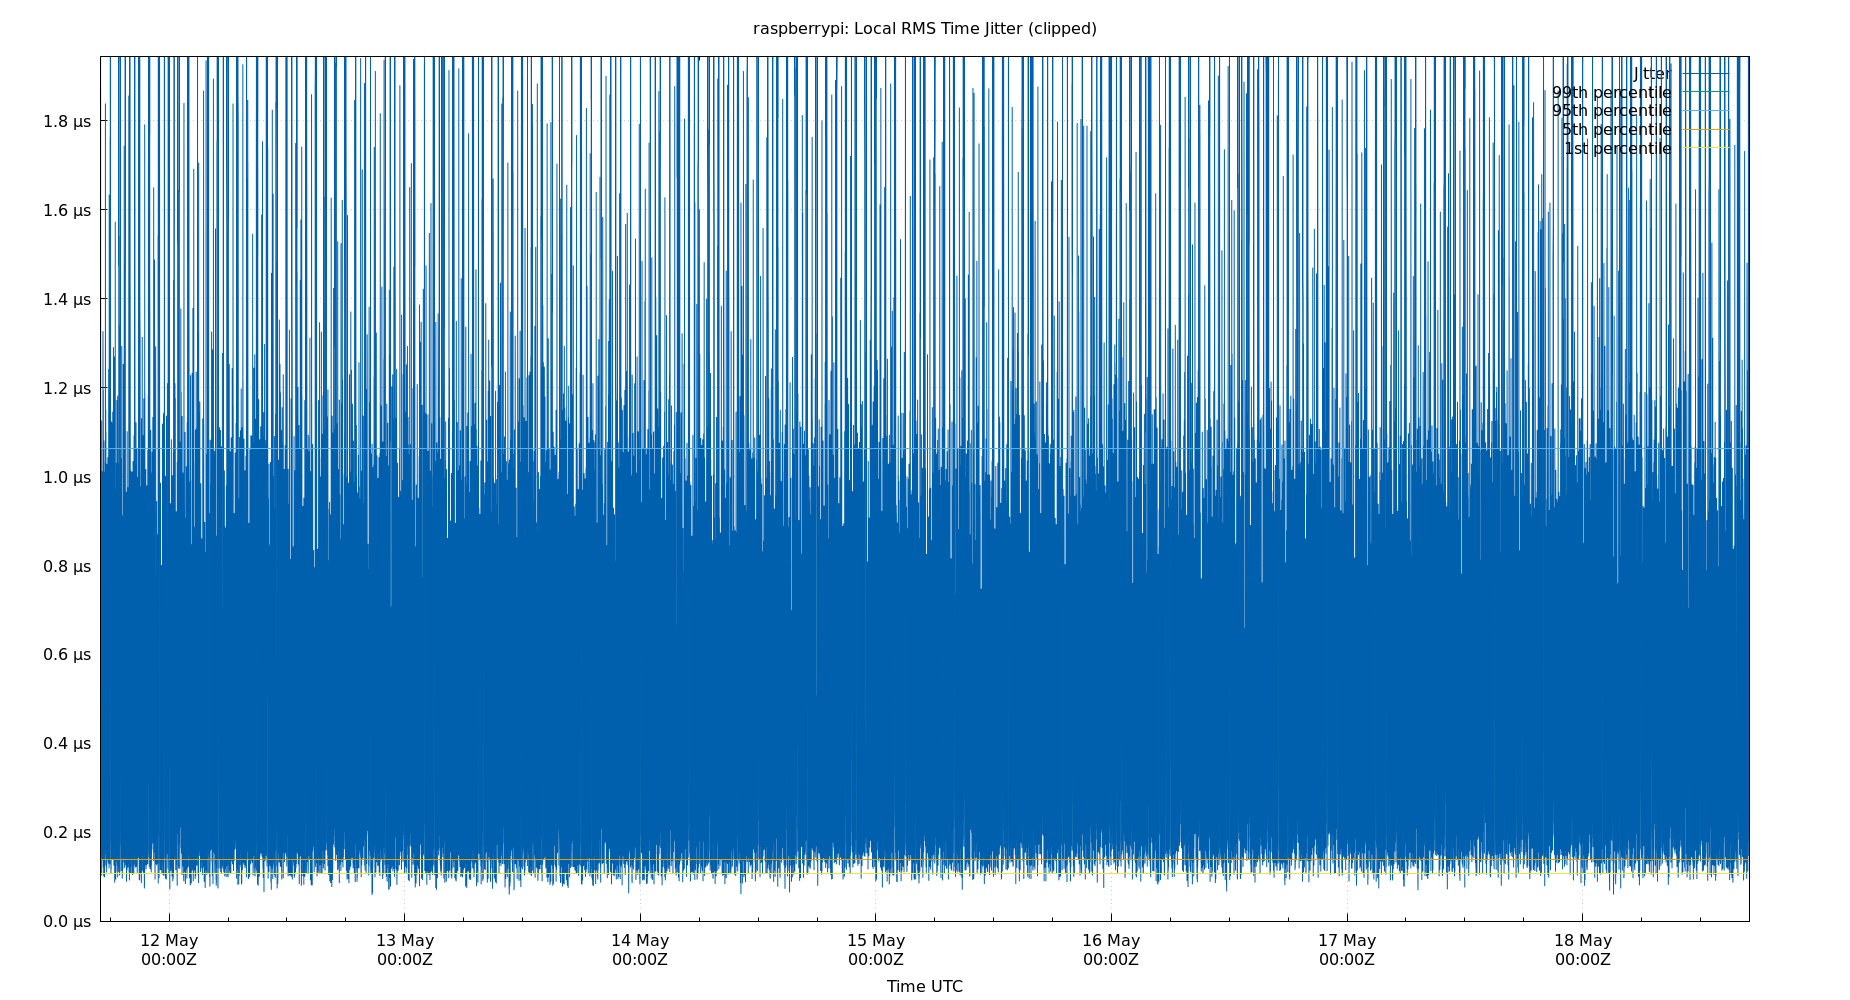 raspberrypi: Local RMS Time Jitter (clipped)
Jitter
99th percentile
95th percentile
5th percentile
1st percentile
1.8 μs
1.6 μs
1.4 μs
1.2 μs
1.0 μs
0.8 μs
0.6 μs
0.4 μs
0.2 μs
0.0 μs
12 May 13 May 14 May 15 May 16 May 17 May 18 May
00:00Z 00:00Z 00:00Z 00:00Z 00:00Z 00:00Z 00:00Z
Time UTC